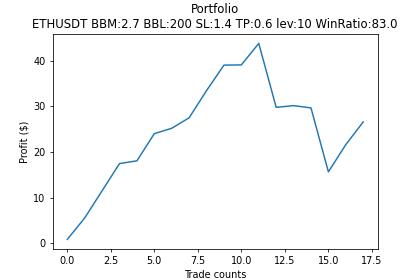 Portfolio
ETHUSDT BBM:2.7 BBL:200 SL:1.4 TP:0.6 lev:10 WinRatio:83.0
40
30
20
10
0
Profit ($)
0.0 2.5 5.0 7.5 10.0 12.5 15.0 17.5
Trade counts